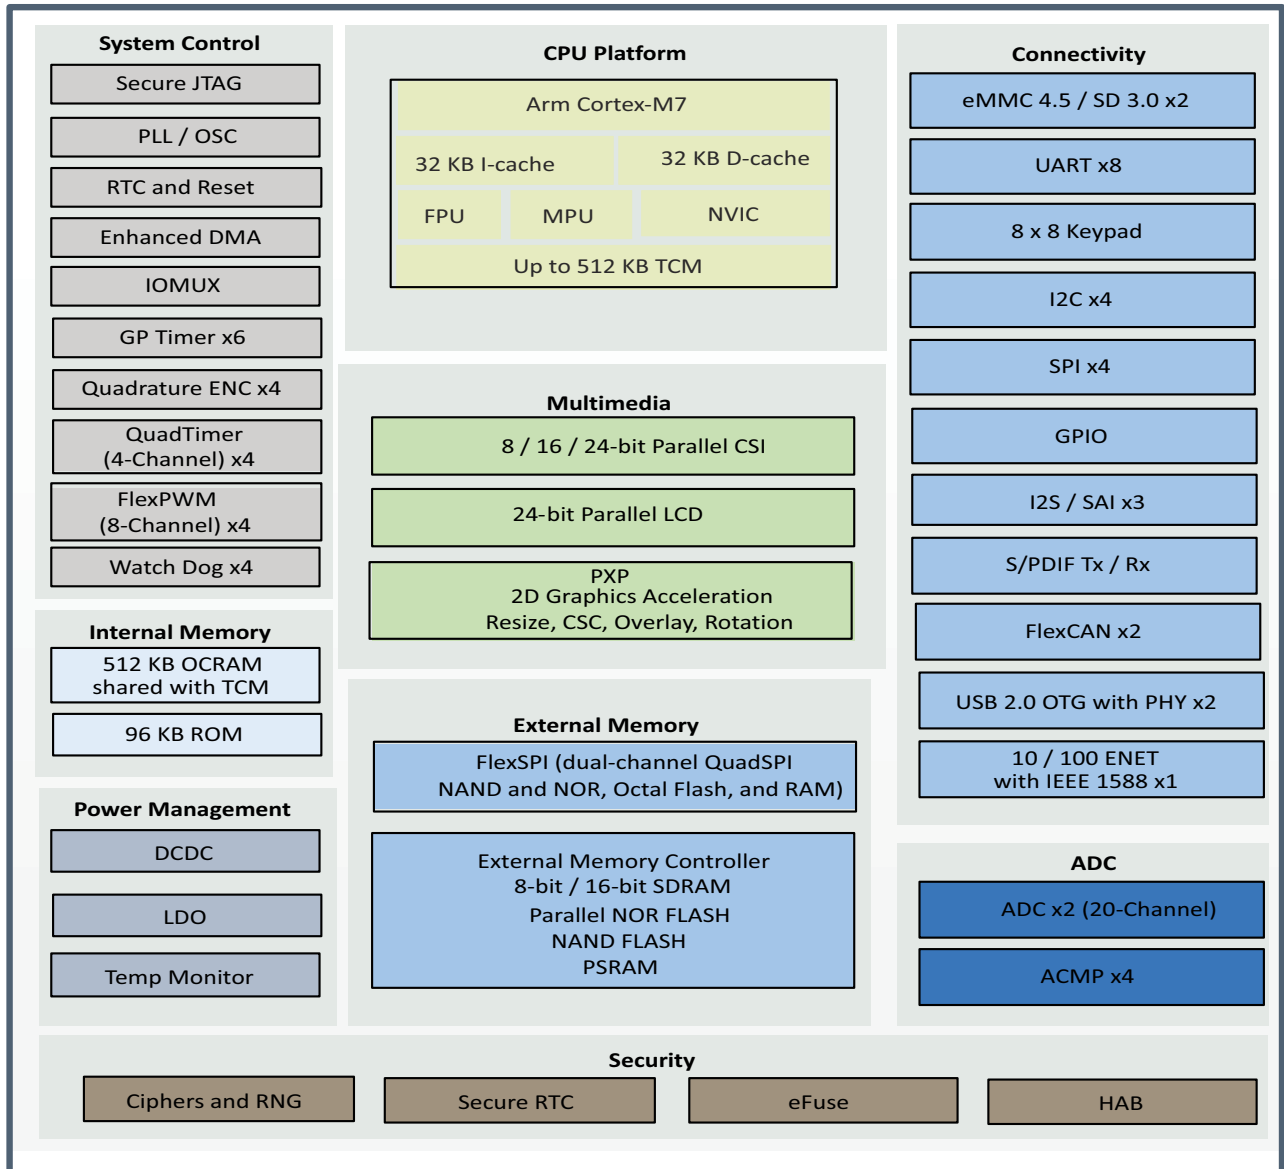 System Control
Secure JTAG
PLL / OSC
RTC and Reset
Enhanced DMA
IOMUX
GP Timer x6
Quadrature ENC x4
QuadTimer
(4-Channel) x4
FlexPWM
(8-Channel) x4
Watch Dog x4
Internal Memory
512 KB OCRAM
shared with TCM
96 KB ROM
Power Management
DCDC
LDO
Temp Monitor
CPU Platform
Arm Cortex-M7
32 KB I-cache
32 KB D-cache
FPU
MPU
NVIC
Up to 512 KB TCM
Multimedia
8 / 16 / 24-bit Parallel CSI
24-bit Parallel LCD
PXP
2D Graphics Acceleration
Resize, CSC, Overlay, Rotation
External Memory
FlexSPI (dual-channel QuadSPI
NAND and NOR, Octal Flash, and RAM)
External Memory Controller
8-bit / 16-bit SDRAM
Parallel NOR FLASH
NAND FLASH
PSRAM
Connectivity
eMMC 4.5 / SD 3.0 x2
UART x8
8 x 8 Keypad
I2C x4
SPI x4
GPIO
I2S / SAI x3
S/PDIF Tx / Rx
FlexCAN x2
USB 2.0 OTG with PHY x2
10 / 100 ENET
with IEEE 1588 x1
ADC
ADC x2 (20-Channel)
ACMP x4
Security
Ciphers and RNG
Secure RTC
eFuse
HAB